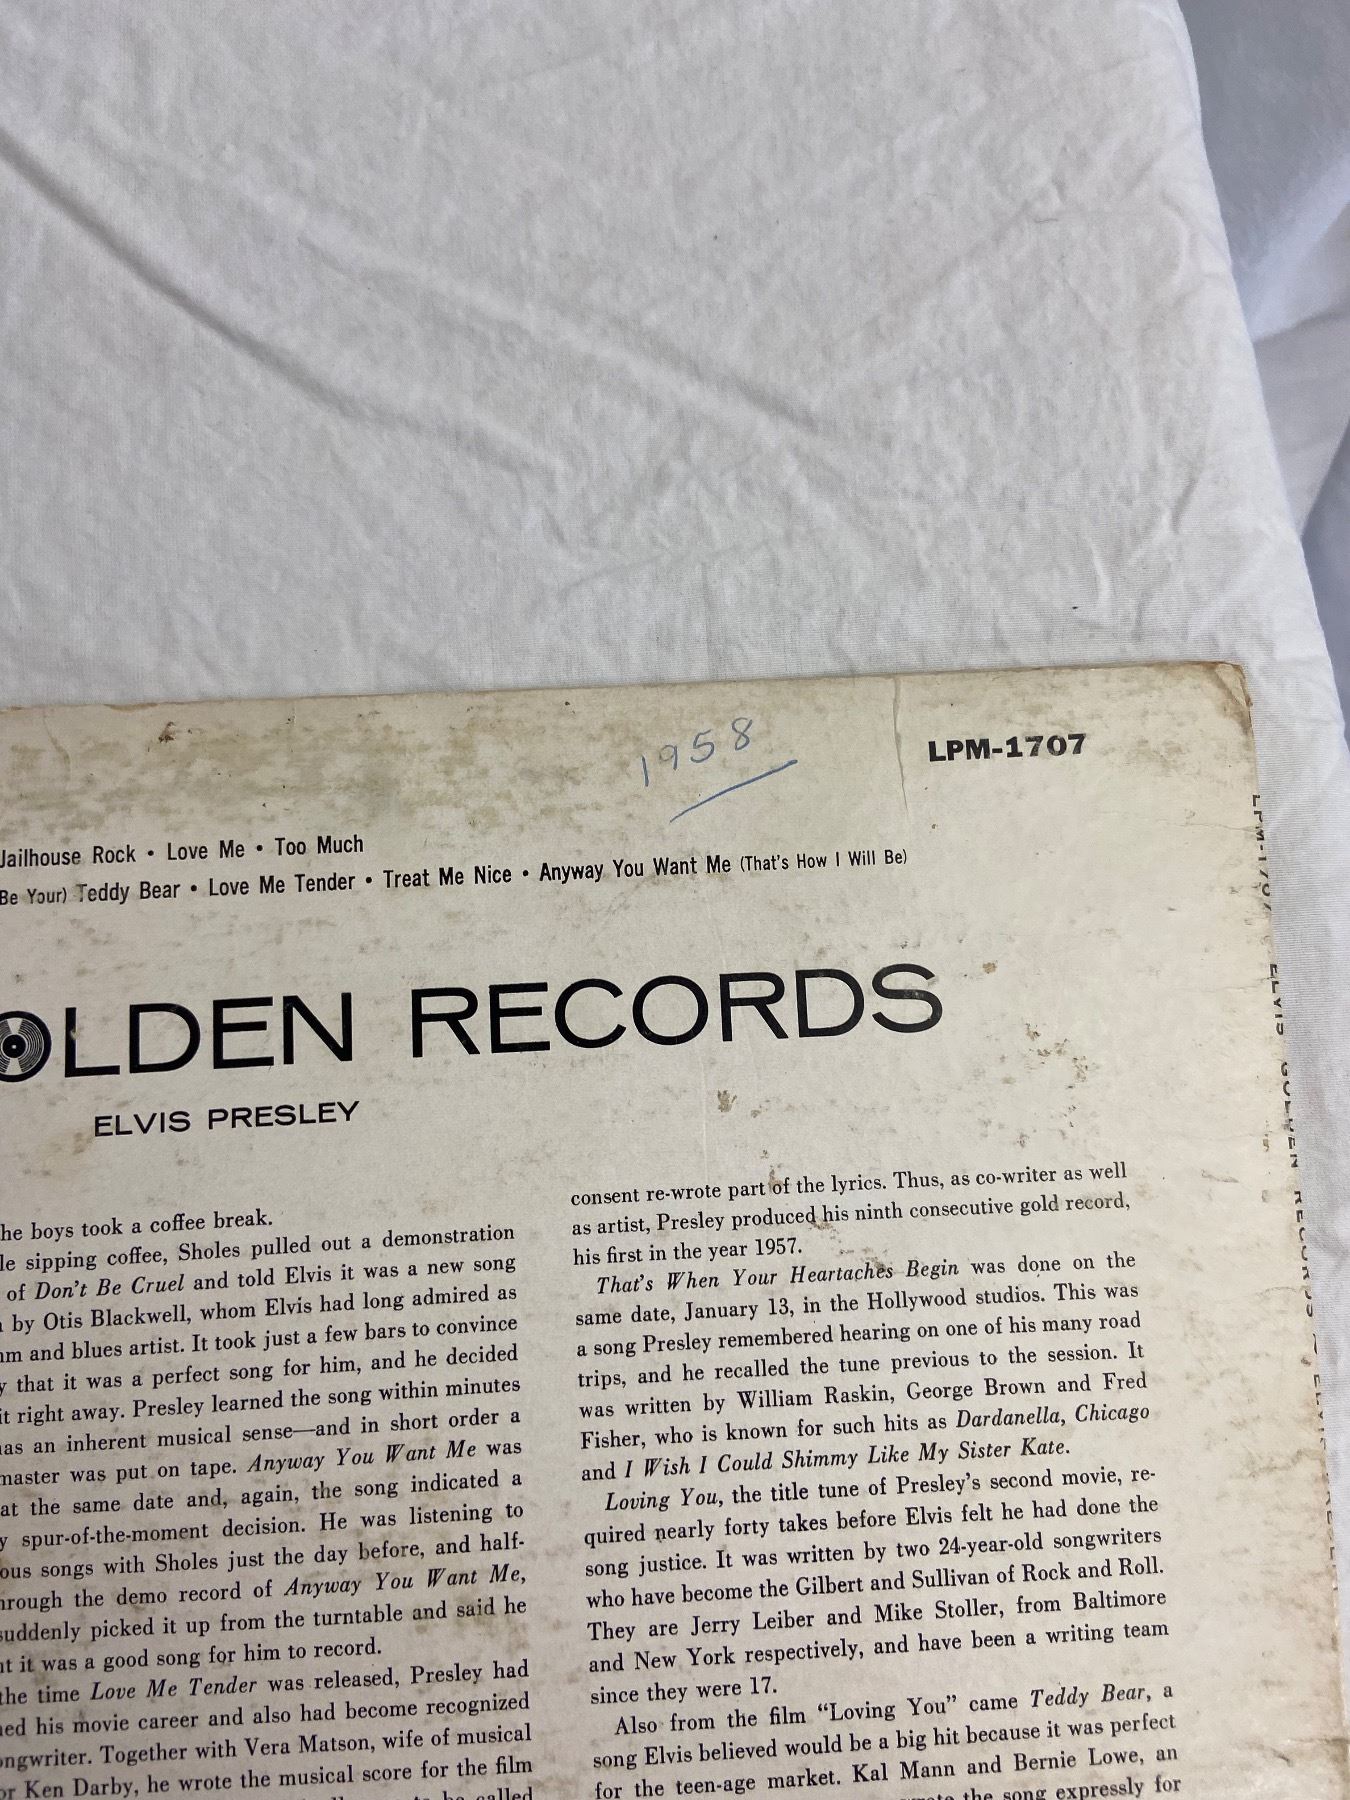 1958
LPM-1707
Jailhouse Rock • Love Me • Too Much
Be Your) Teddy Bear • Love Me Tender • Treat Me Nice • Anyway You Want Me (That's How I Will Be)
OLDEN RECORDS
ELVIS PRESLEY
he boys took a coffee break.
le sipping coffee, Sholes pulled out a demonstration
of Don't Be Cruel and told Elvis it was a new song
by Otis Blackwell, whom Elvis had long admired as
m and blues artist. It took just a few bars to convince
y that it was a perfect song for him, and he decided
it right away. Presley learned the song within minutes
as an inherent musical sense—and in short order a
master was put on tape. Anyway You Want Me was
at the same date and, again, the song indicated a
y spur-of-the-moment decision. He was listening to
ous songs with Sholes just the day before, and half-
hrough the demo record of Anyway You Want Me,
suddenly picked it up from the turntable and said he
it it was a good song for him to record.
the time Love Me Tender was released, Presley had
ed his movie career and also had become recognized
ongwriter. Together with Vera Matson, wife of musical
or Ken Darby, he wrote the musical score for the film
to be called
consent re-wrote part of the lyrics. Thus, as co-writer as well
as artist, Presley produced his ninth consecutive gold record,
his first in the year 1957.
That's When Your Heartaches Begin was done on the
same date, January 13, in the Hollywood studios. This was
a song Presley remembered hearing on one of his many road
trips, and he recalled the tune previous to the session. It
was written by William Raskin, George Brown and Fred
Fisher, who is known for such hits as Dardanella, Chicago
and I Wish I Could Shimmy Like My Sister Kate.
Loving You, the title tune of Presley's second movie, re-
quired nearly forty takes before Elvis felt he had done the
song justice. It was written by two 24-year-old songwriters
who have become the Gilbert and Sullivan of Rock and Roll.
They are Jerry Leiber and Mike Stoller, from Baltimore
and New York respectively, and have been a writing team
since they were 17.
Also from the film “Loving You” came Teddy Bear, a
song Elvis believed would be a big hit because it was perfect
for the teen-age market. Kal Mann and Bernie Lowe, an
the song expressly for
LPM-1707 ELVIS' GOLDEN RECORDS